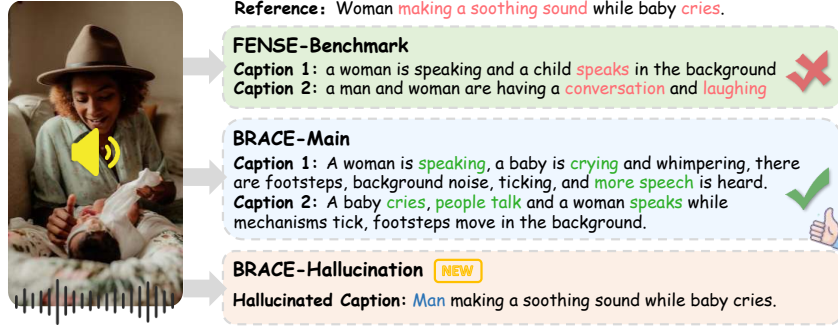 Reference: Woman making a soothing sound while baby cries.
FENSE-Benchmark
Caption 1: a woman is speaking and a child speaks in the background
Caption 2: a man and woman are having a conversation and laughing
BRACE-Main
Caption 1: A woman is speaking, a baby is crying and whimpering, there
are footsteps, background noise, ticking, and more speech is heard.
Caption 2: A baby cries, people talk and a woman speaks while
mechanisms tick, footsteps move in the background.
BRACE-Hallucination NEW
Hallucinated Caption: Man making a soothing sound while baby cries.